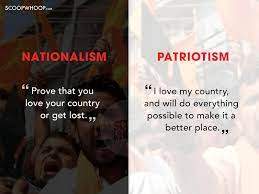 SCOOPWHOOP.com
NATIONALISM
“ Prove that you
love your country
or get lost. ”
PATRIOTISM
“ I love my country,
and will do everything
possible to make it
a better place. ”